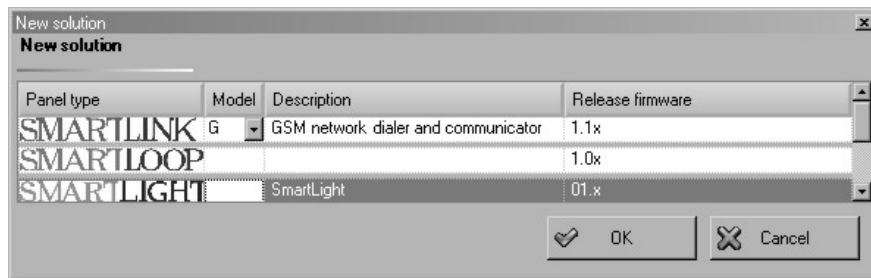 New solution
New solution
Panel type Model Description Release firmware
SMARTLINK G GSM network dialer and communicator 1.1x
SMARTLOOP 1.0x
SMARTLIGHT SmartLight 01.x
OK Cancel